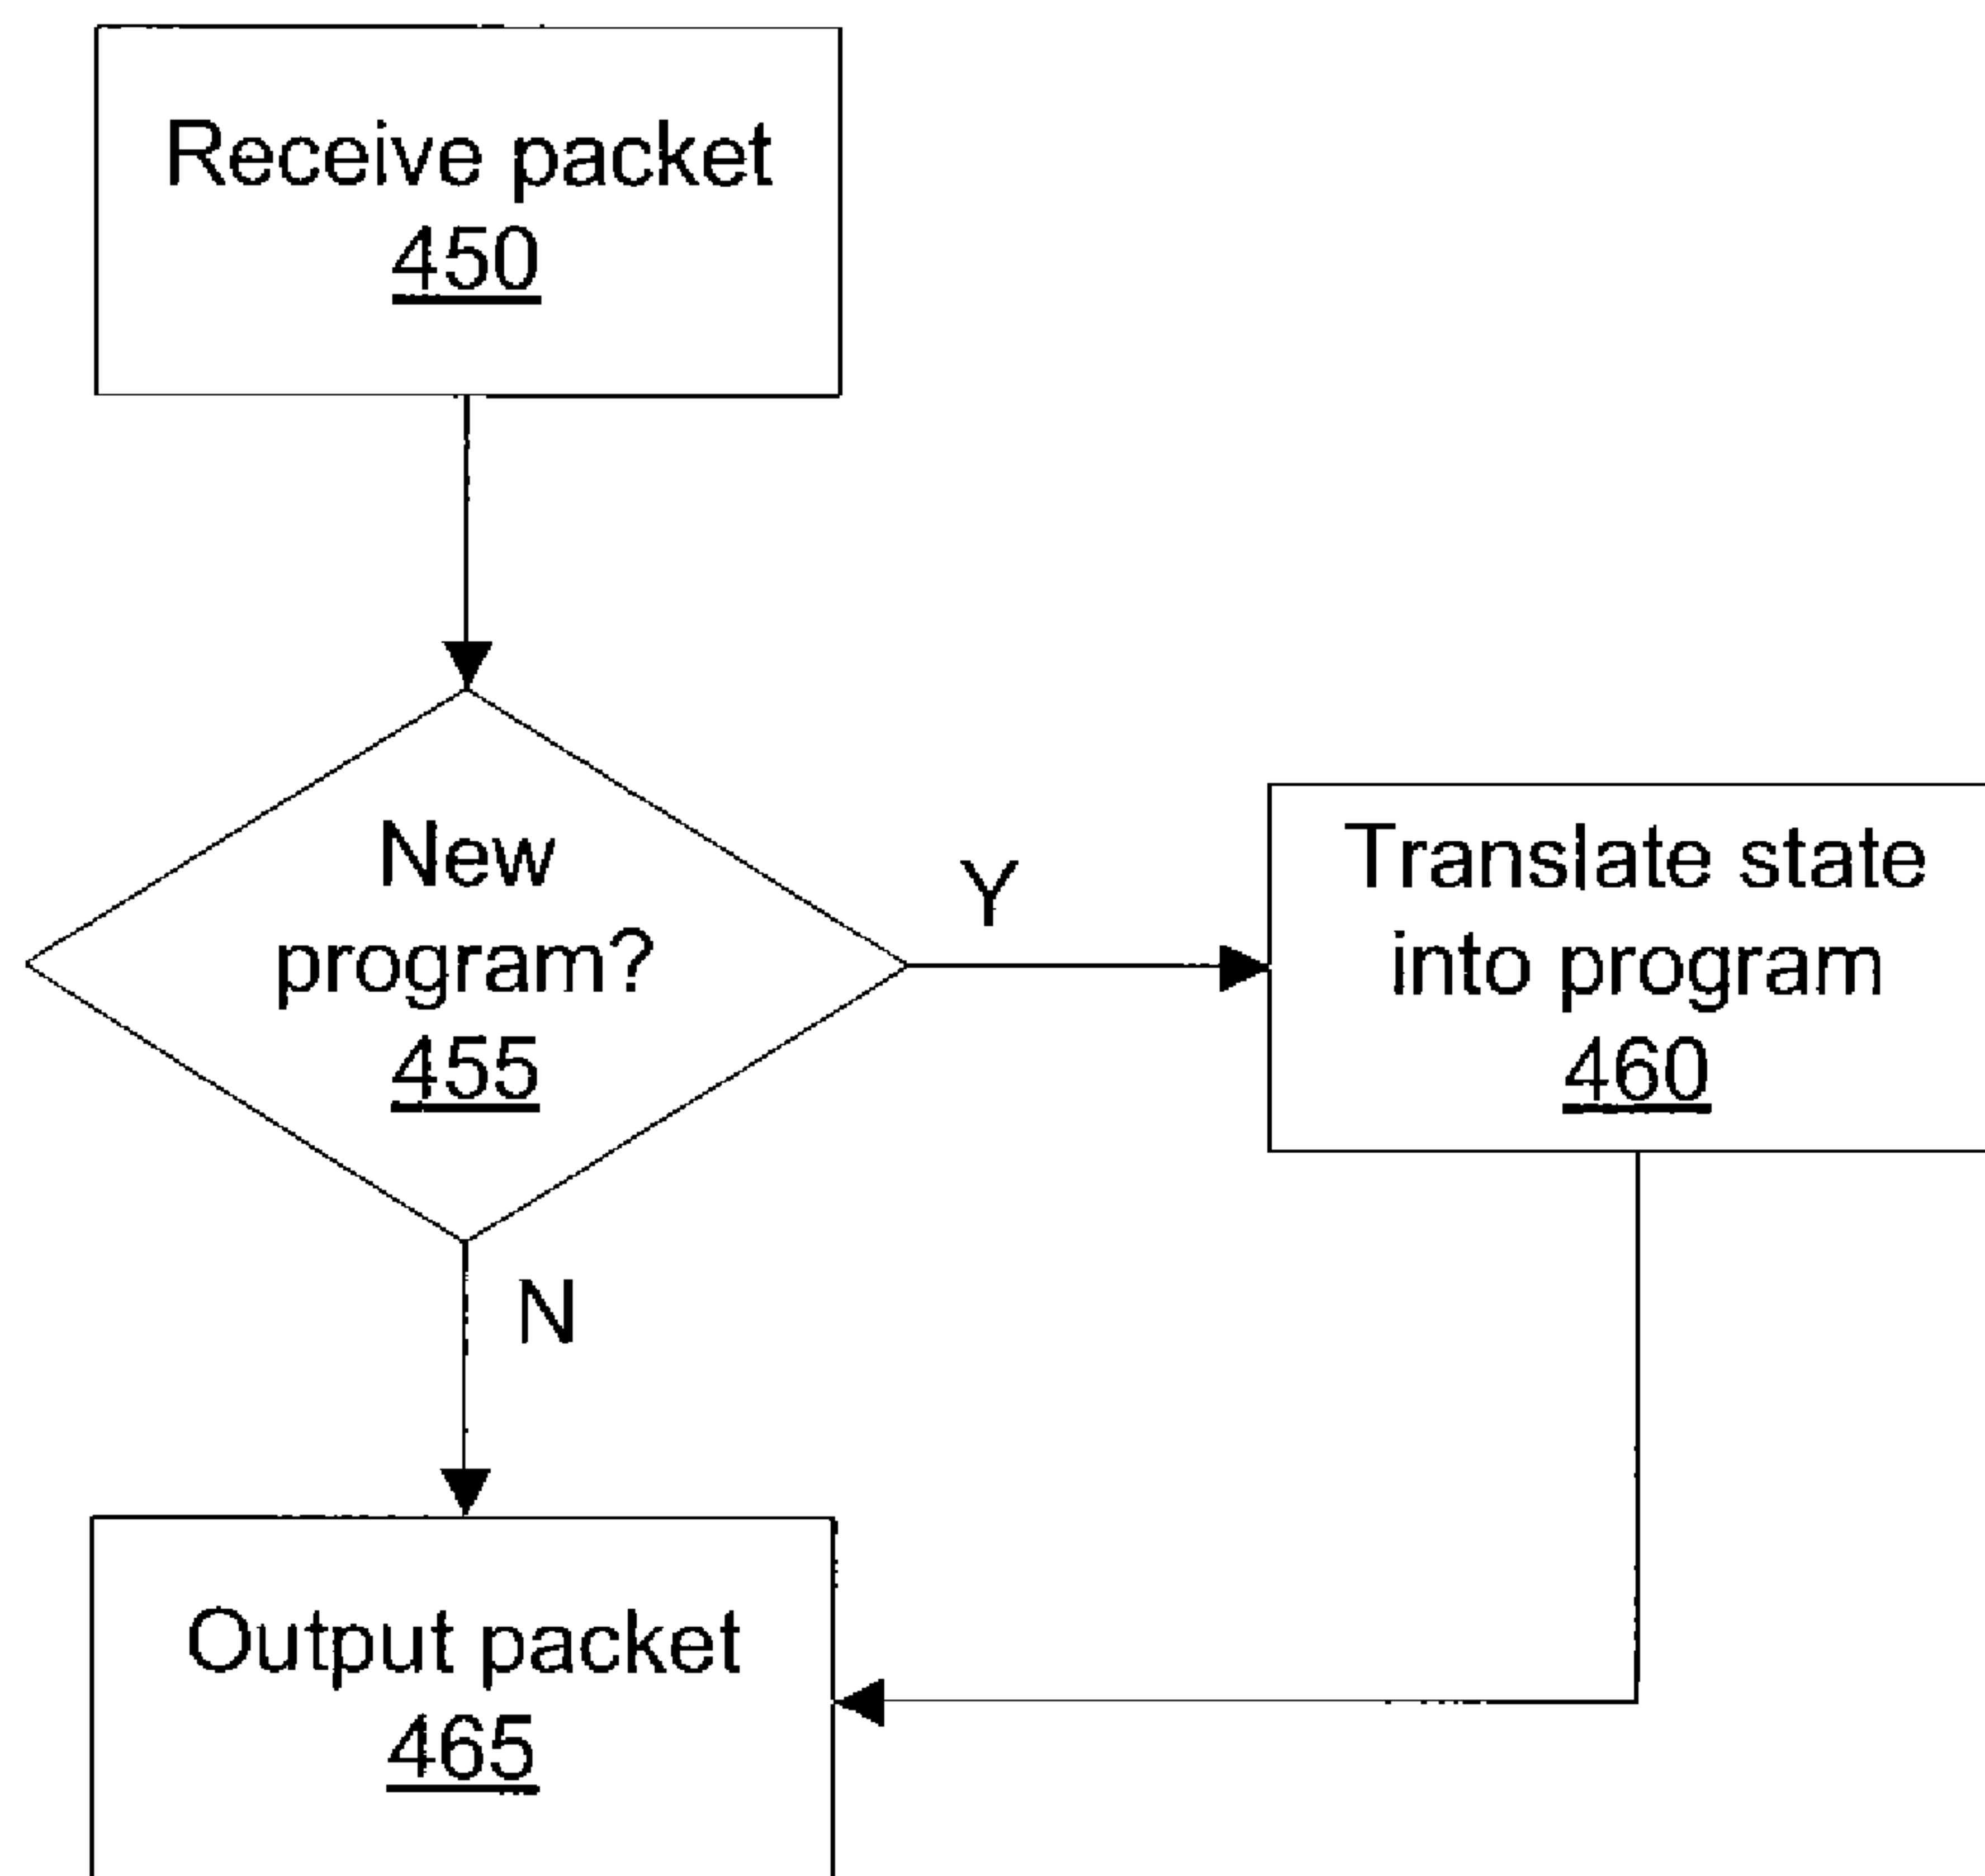 Receive packet
450
New
program?
455
Y
Translate state
into program
460
N
Output packet
465